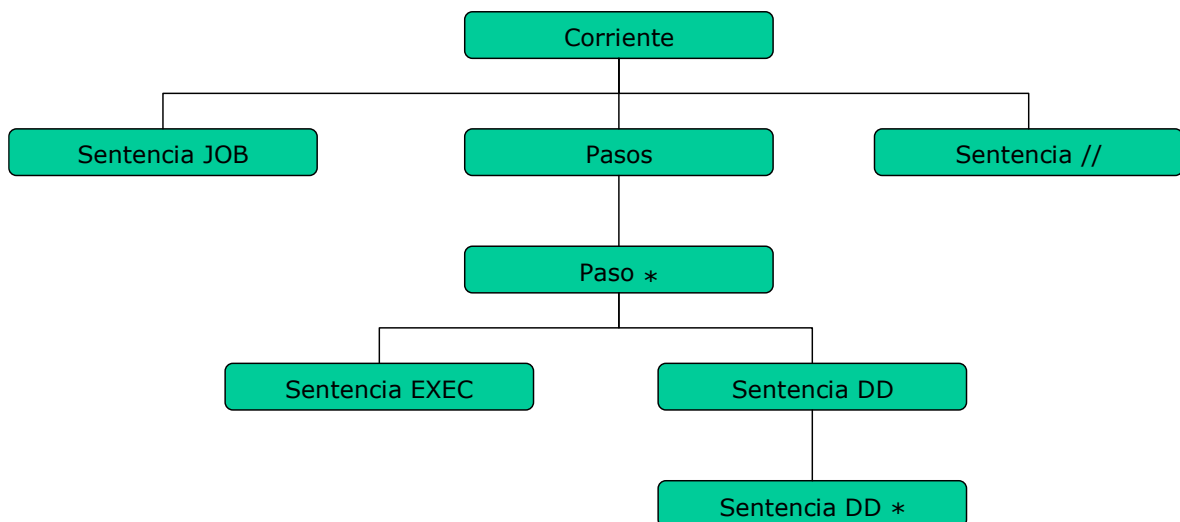 Corriente
Sentencia JOB
Pasos
Sentencia //
Paso *
Sentencia EXEC
Sentencia DD
Sentencia DD *